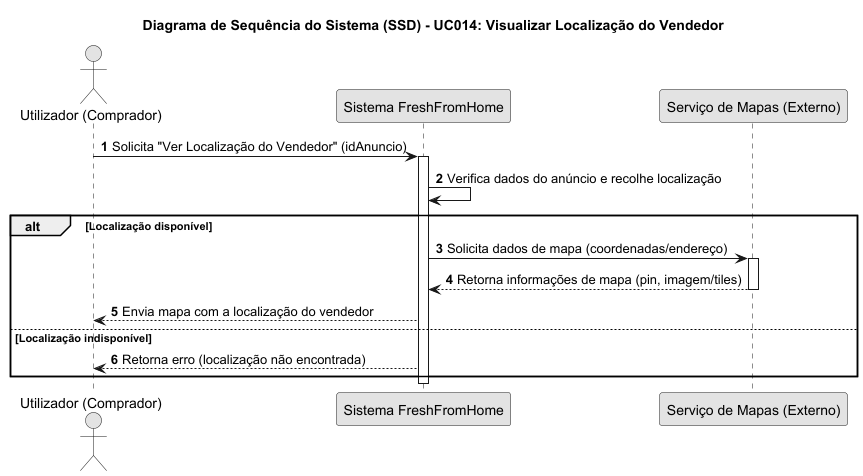 Diagrama de Sequência do Sistema (SSD) - UC014: Visualizar Localização do Vendedor
Utilizador (Comprador)
Sistema FreshFromHome
Serviço de Mapas (Externo)
1 Solicita "Ver Localização do Vendedor" (idAnuncio)
2 Verifica dados do anúncio e recolhe localização
alt [Localização disponível]
3 Solicita dados de mapa (coordenadas/endereço)
4 Retorna informações de mapa (pin, imagem/tiles)
5 Envia mapa com a localização do vendedor
[Localização indisponível]
6 Retorna erro (localização não encontrada)
Utilizador (Comprador)
Sistema FreshFromHome
Serviço de Mapas (Externo)